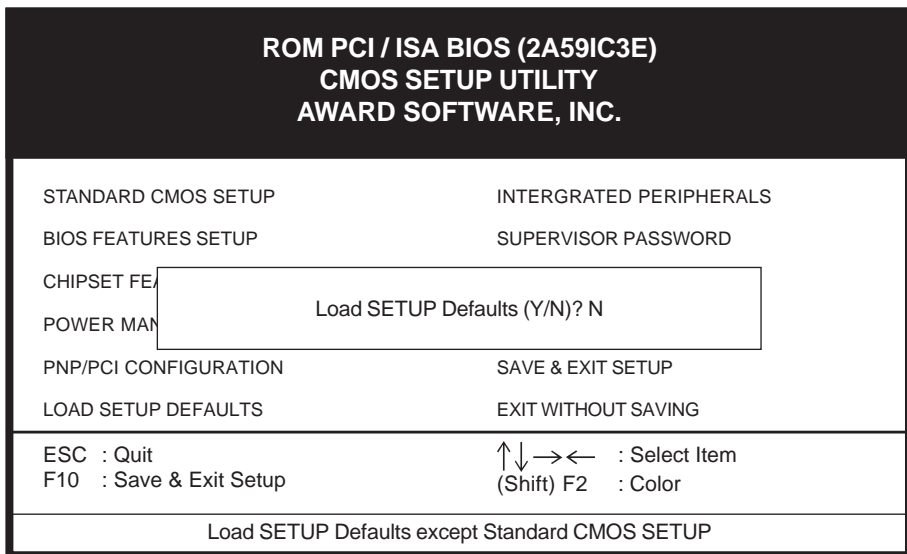 ROM PCI / ISA BIOS (2A59IC3E)
CMOS SETUP UTILITY
AWARD SOFTWARE, INC.
STANDARD CMOS SETUP
INTERGRATED PERIPHERALS
BIOS FEATURES SETUP
SUPERVISOR PASSWORD
CHIPSET
POWER
Load SETUP Defaults (Y/N)? N
PNP/PCI CONFIGURATION
SAVE & EXIT SETUP
LOAD SETUP DEFAULTS
EXIT WITHOUT SAVING
ESC : Quit
↑↓→← : Select Item
F10 : Save & Exit Setup
(Shift) F2 : Color
Load SETUP Defaults except Standard CMOS SETUP